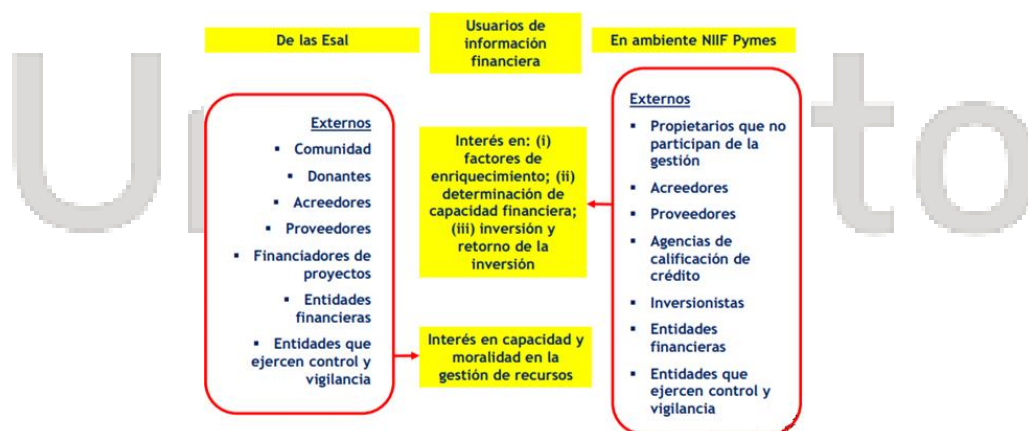 De las Esal
Usuarios de
información
financiera
En ambiente NIIF Pymes
Externos
▪ Comunidad
▪ Donantes
▪ Acreedores
▪ Proveedores
▪ Financiadores de
proyectos
▪ Entidades
financieras
▪ Entidades que
ejercen control y
vigilancia
Interés en: (i)
factores de
enriquecimiento; (ii)
determinación de
capacidad financiera;
(iii) inversión y
retorno de la
inversión
Interés en capacidad y
moralidad en la
gestión de recursos
Externos
▪ Propietarios que no
participan de la
gestión
▪ Acreedores
▪ Proveedores
▪ Agencias de
calificación de
crédito
▪ Inversionistas
▪ Entidades
financieras
▪ Entidades que
ejercen control y
vigilancia